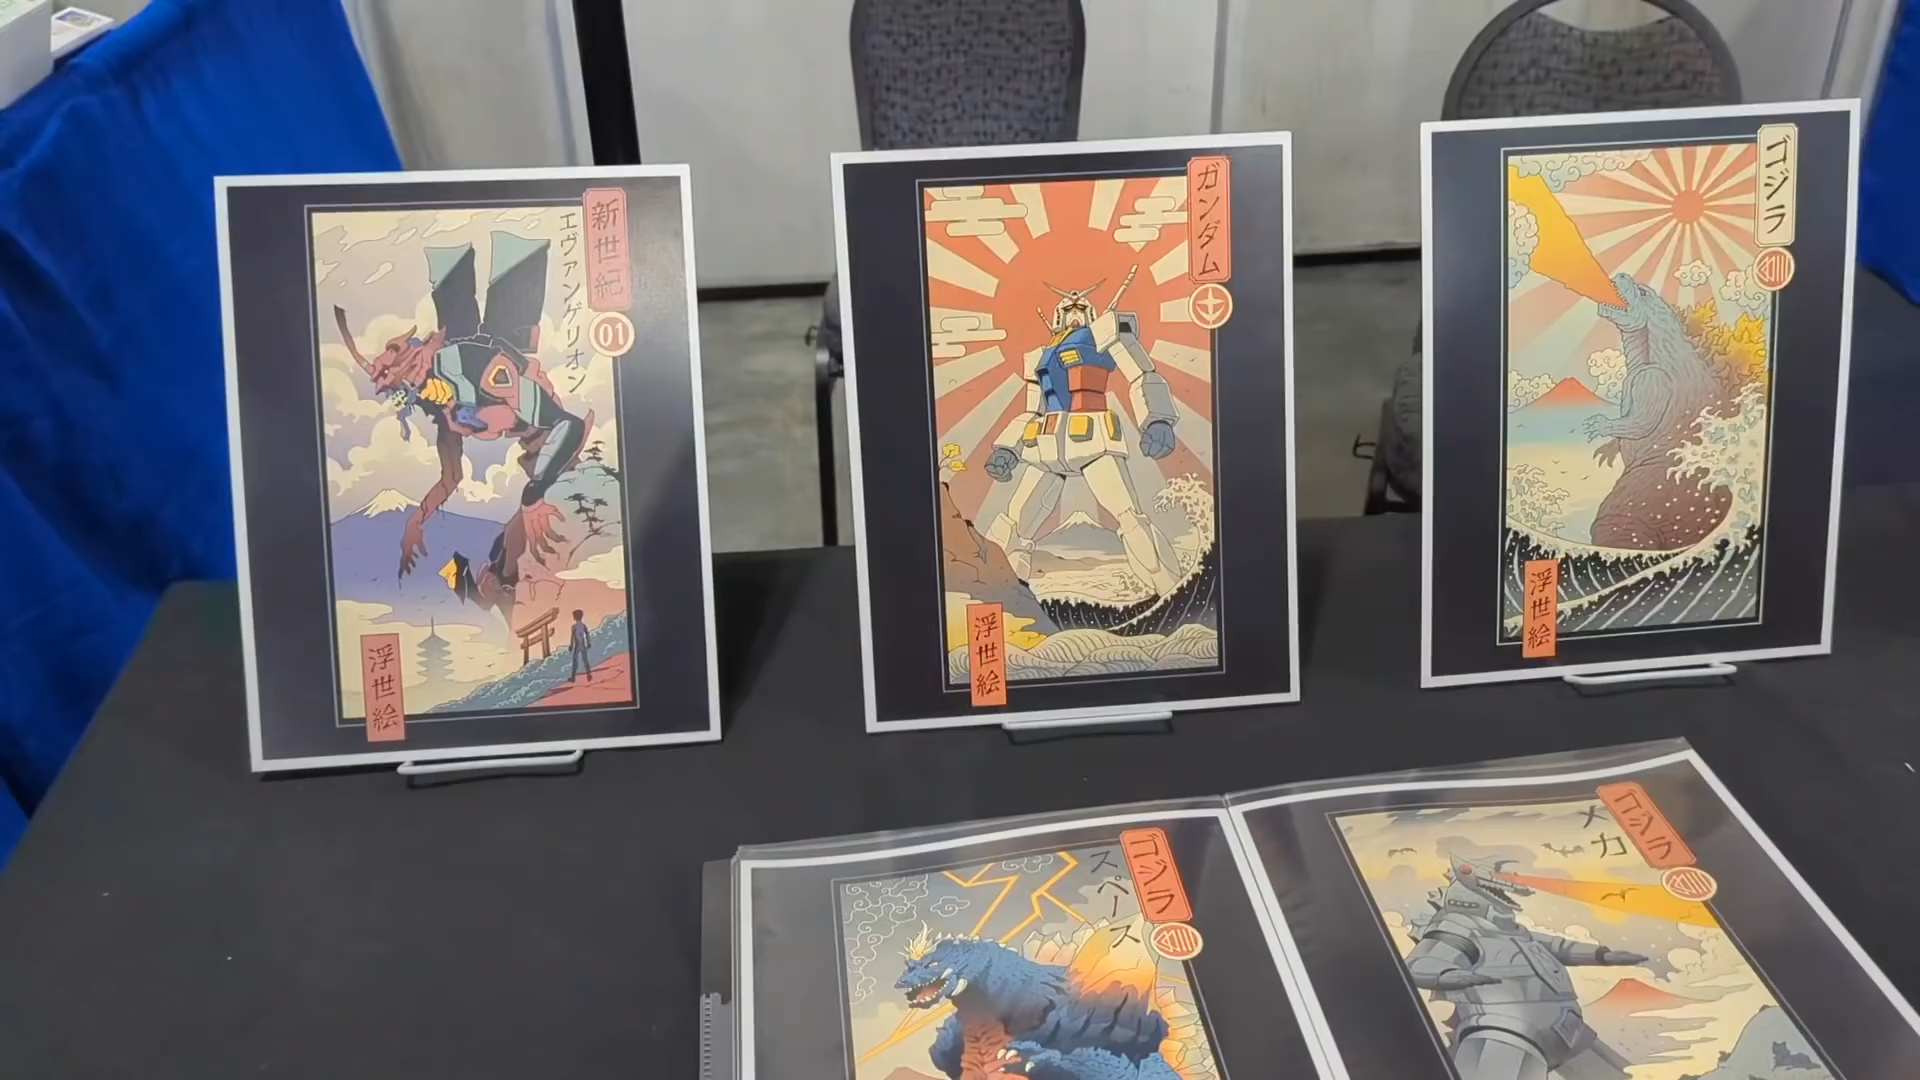 新世紀
エヴァンゲリオン
01
浮世絵
ガンダム
浮世絵
ゴジラ
浮世絵
ゴジラ
スペース
ゴジラ
メカ